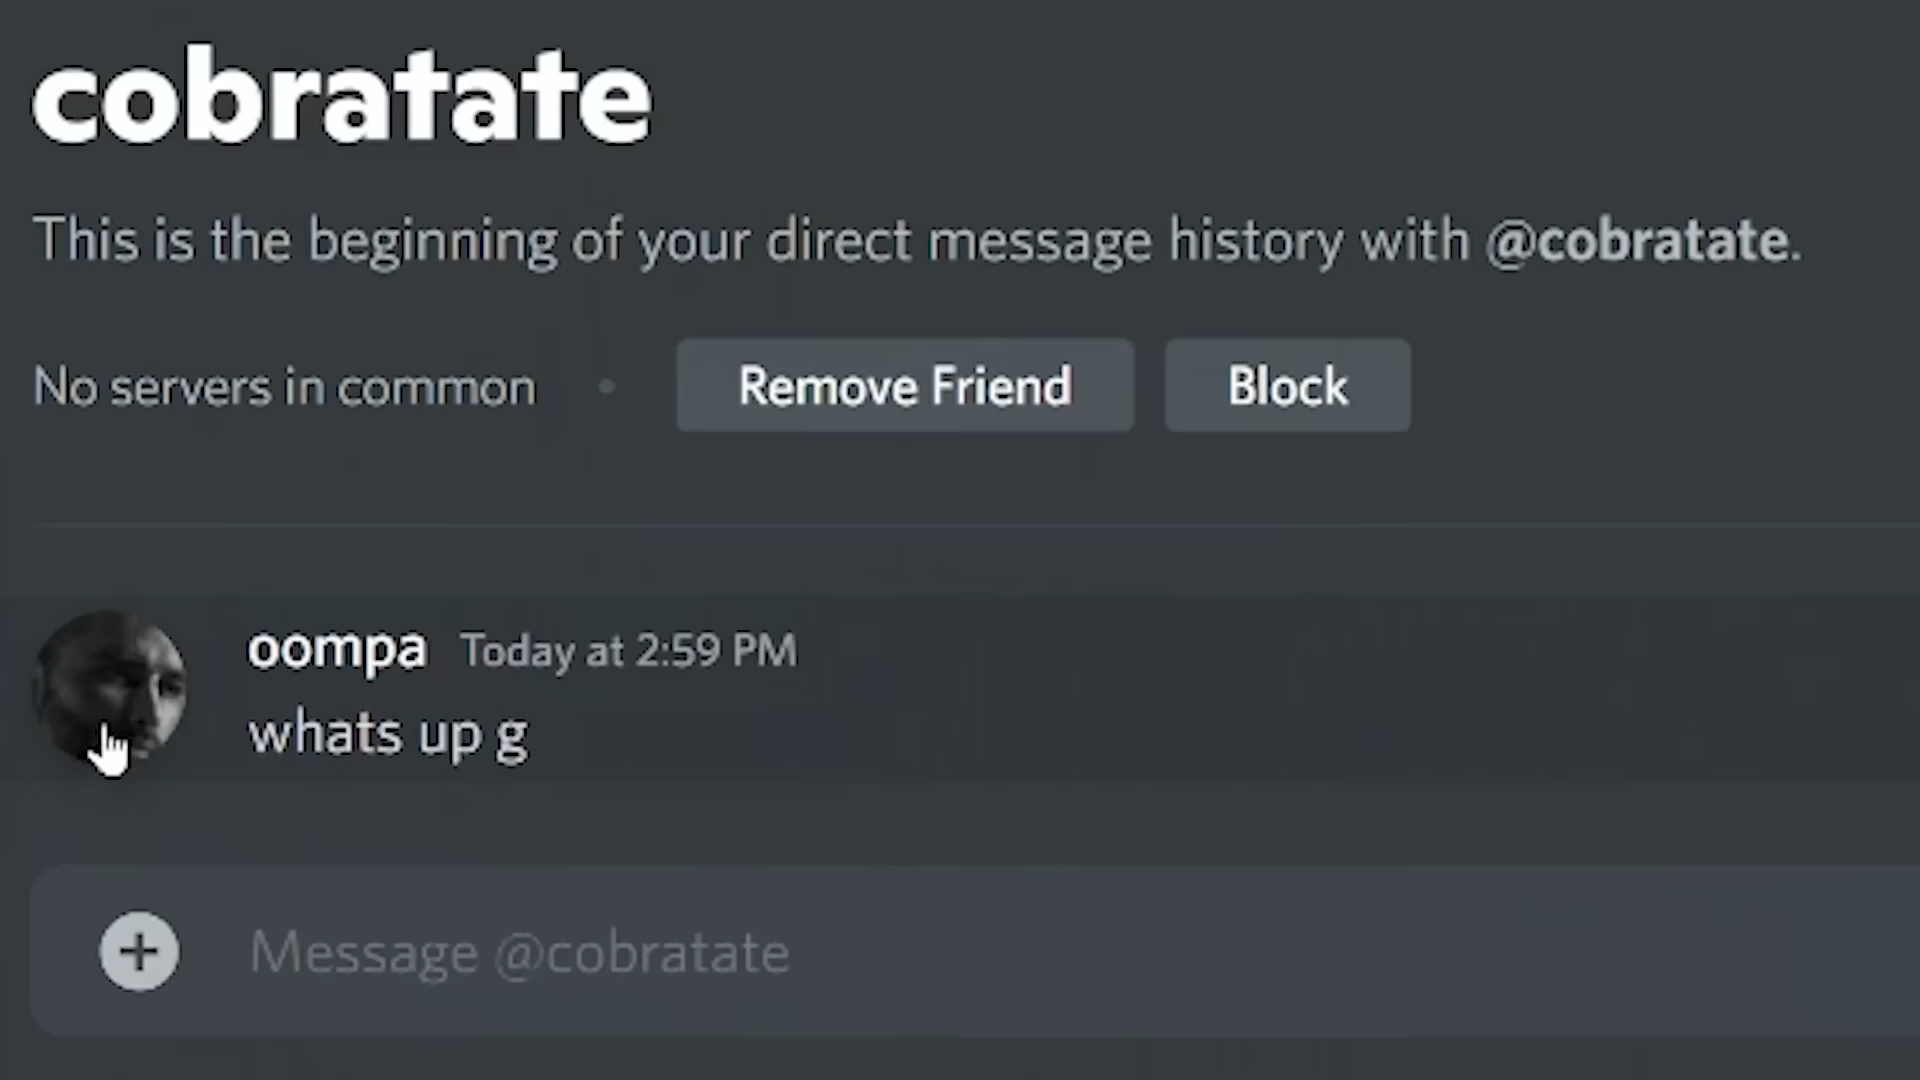 cobratate
This is the beginning of your direct message history with @cobratate.
No servers in common • Remove Friend Block
oompa Today at 2:59 PM
whats up g
Message @cobratate